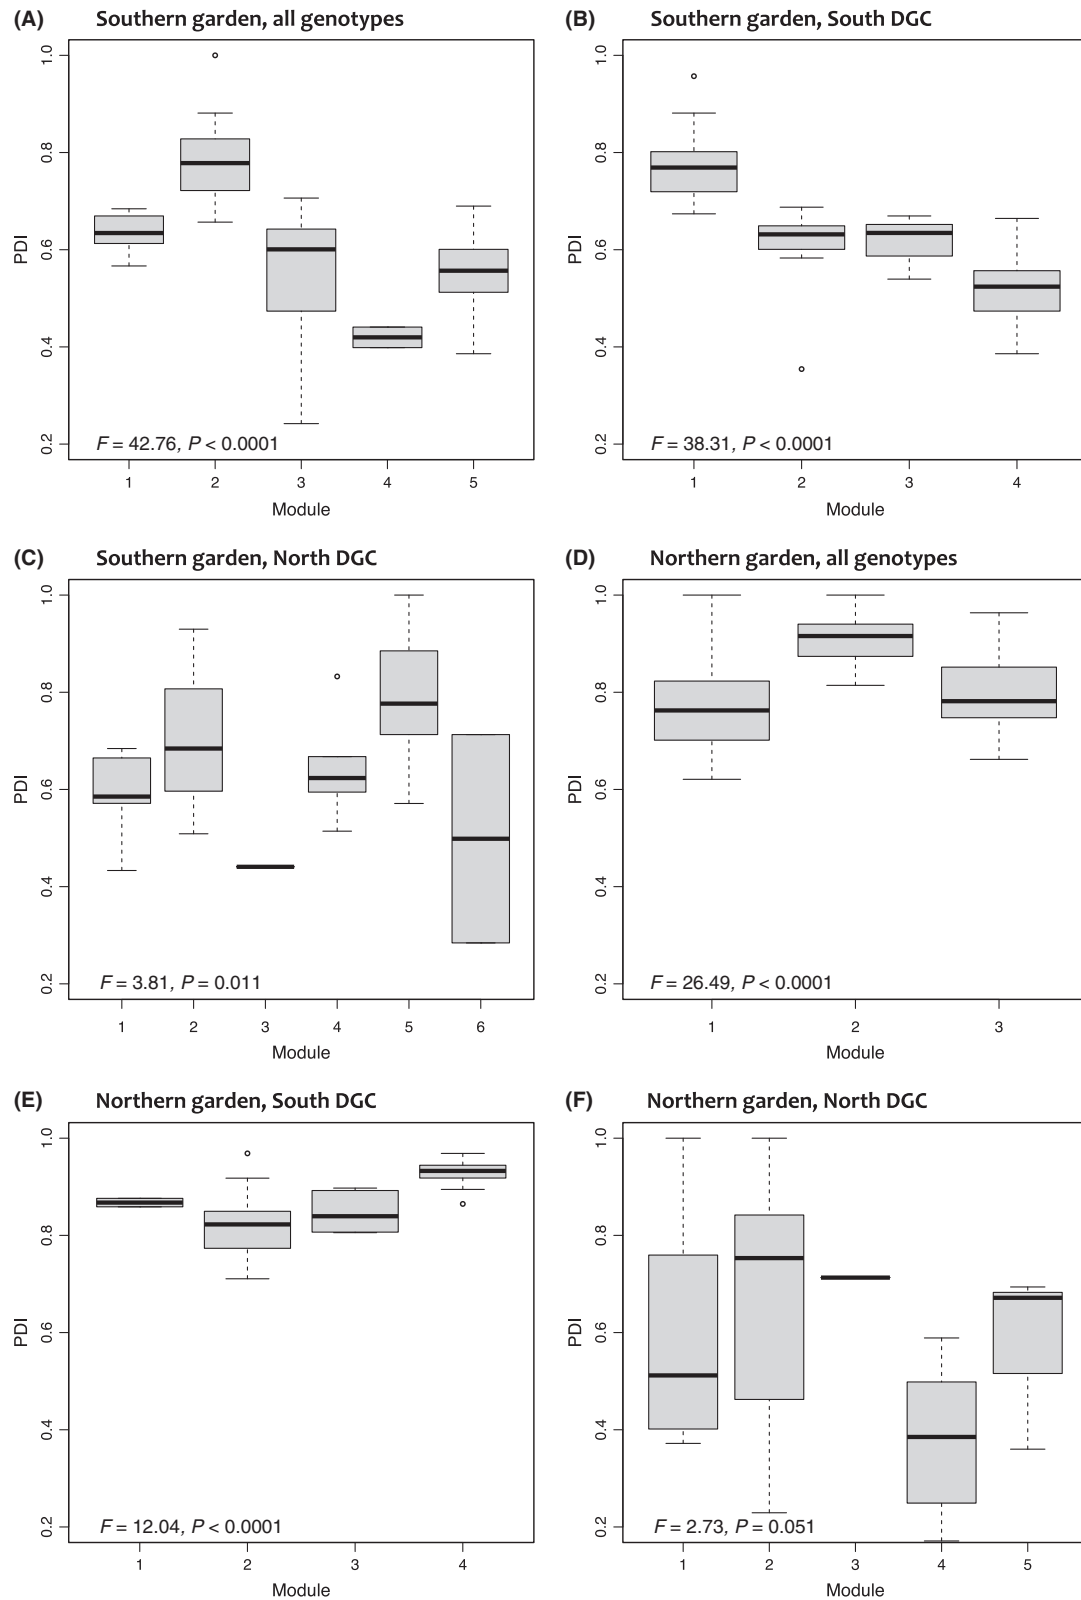 (A) Southern garden, all genotypes
1.0
0.8
0.6
0.4
0.2
PDI
F = 42.76, P < 0.0001
1 2 3 4 5
Module
(B) Southern garden, South DGC
1.0
0.8
0.6
0.4
0.2
PDI
F = 38.31, P < 0.0001
1 2 3 4
Module
(C) Southern garden, North DGC
1.0
0.8
0.6
0.4
0.2
PDI
F = 3.81, P = 0.011
1 2 3 4 5 6
Module
(D) Northern garden, all genotypes
1.0
0.8
0.6
0.4
0.2
PDI
F = 26.49, P < 0.0001
1 2 3
Module
(E) Northern garden, South DGC
1.0
0.8
0.6
0.4
0.2
PDI
F = 12.04, P < 0.0001
1 2 3 4
Module
(F) Northern garden, North DGC
1.0
0.8
0.6
0.4
0.2
PDI
F = 2.73, P = 0.051
1 2 3 4 5
Module